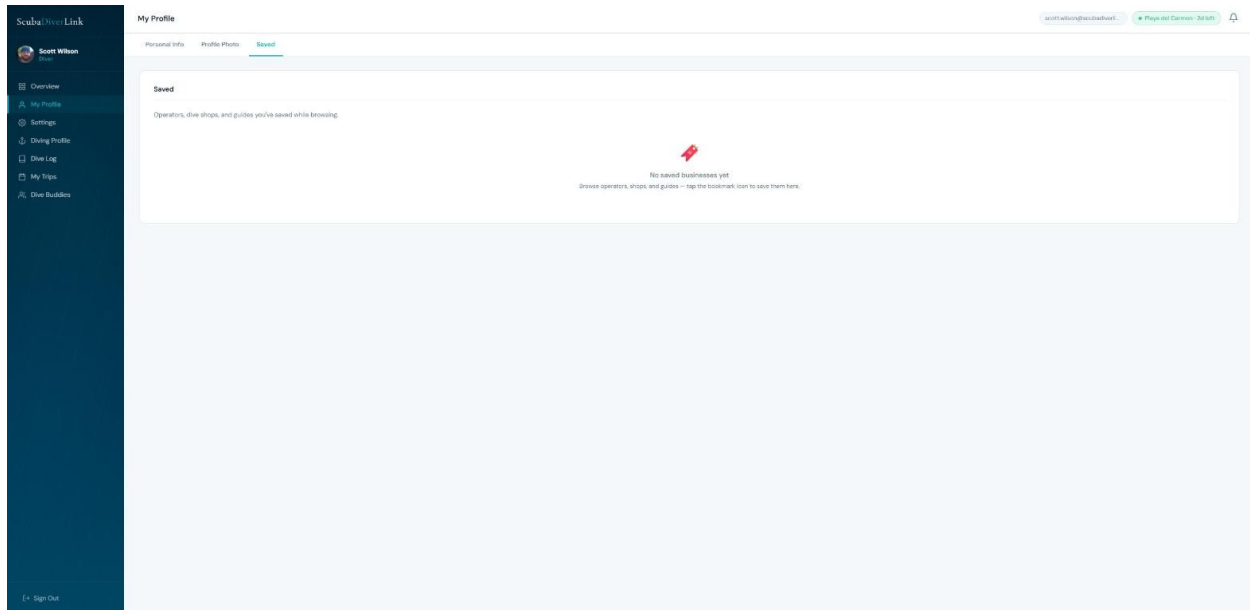 ScubaDiverLink
Scott Wilson
Diver
Overview
My Profile
Settings
Diving Profile
Dive Log
My Trips
Dive Buddies
Sign Out
My Profile
Playa del Carmen · 2d left
Personal Info
Profile Photo
Saved
Saved
Operators, dive shops, and guides you've saved while browsing.
No saved businesses yet
Browse operators, shops, and guides — tap the bookmark icon to save them here.